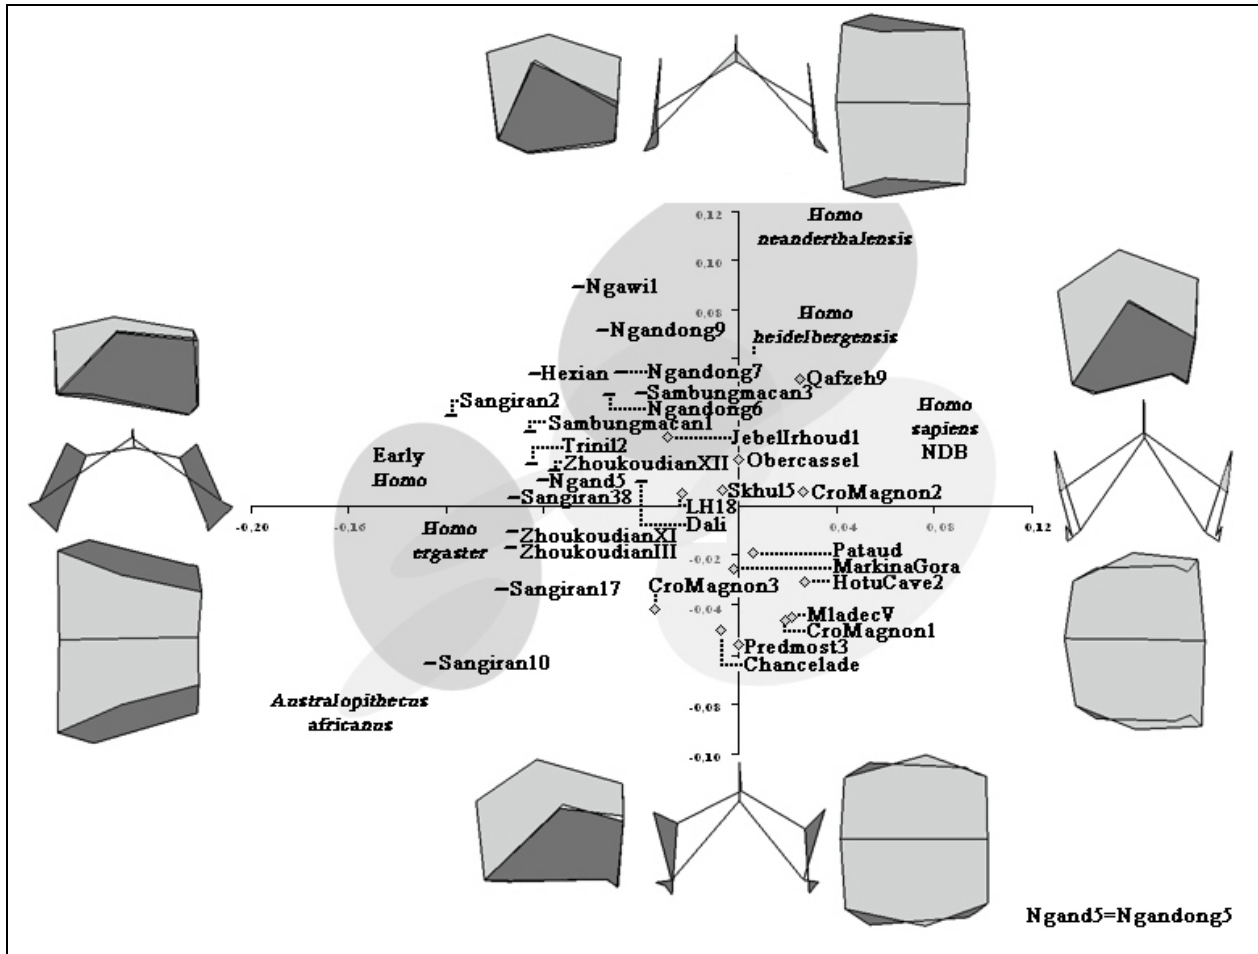 0,12
Homo
neanderthalensis
0,10
Ngawi1
0,08
Homo
heidelbergensis
Ngandong9
Hexian
Ngandong7
Qafzeh9
Sangiran2
Sambungmacan3
Ngandong6
Homo
sapiens
NDB
Sambungmacan1
JebelIrhoud1
Trinil2
Early
Homo
ZhoukoudianXII
Obercassel
Ngand5
Skhul5
CroMagnon2
Sangiran38
LH18
-0,20
-0,16
0,04
0,08
0,12
Dali
Homo
ergaster
ZhoukoudianXI
ZhoukoudianIII
Pataud
-0,02
MarkinaGora
HotuCave2
Sangiran17
CroMagnon3
-0,04
MladecV
CroMagnon1
Predmost3
Sangiran10
Chancelade
Australopithecus
africanus
-0,08
-0,10
Ngand5=Ngandong5